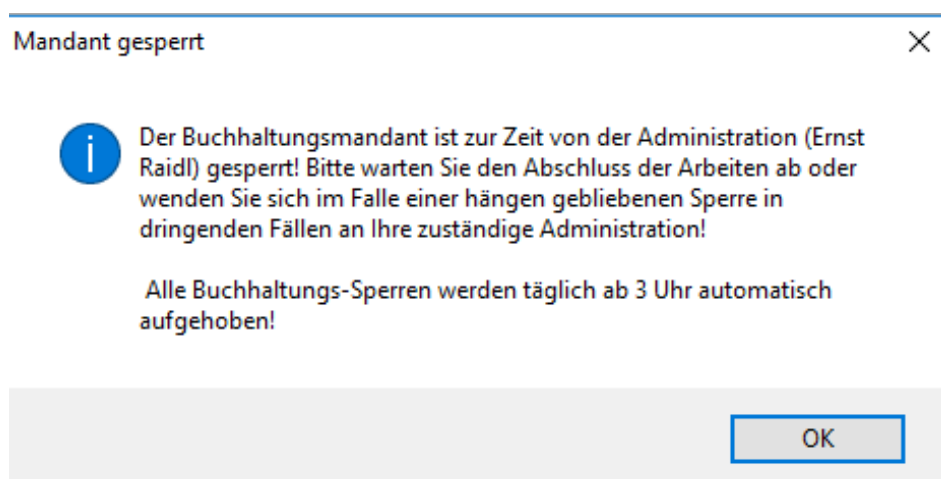 Mandant gesperrt
Der Buchhaltungsmandant ist zur Zeit von der Administration (Ernst
Raidl) gesperrt! Bitte warten Sie den Abschluss der Arbeiten ab oder
wenden Sie sich im Falle einer hängen gebliebenen Sperre in
dringenden Fällen an Ihre zuständige Administration!
Alle Buchhaltungs-Sperren werden täglich ab 3 Uhr automatisch
aufgehoben!
OK